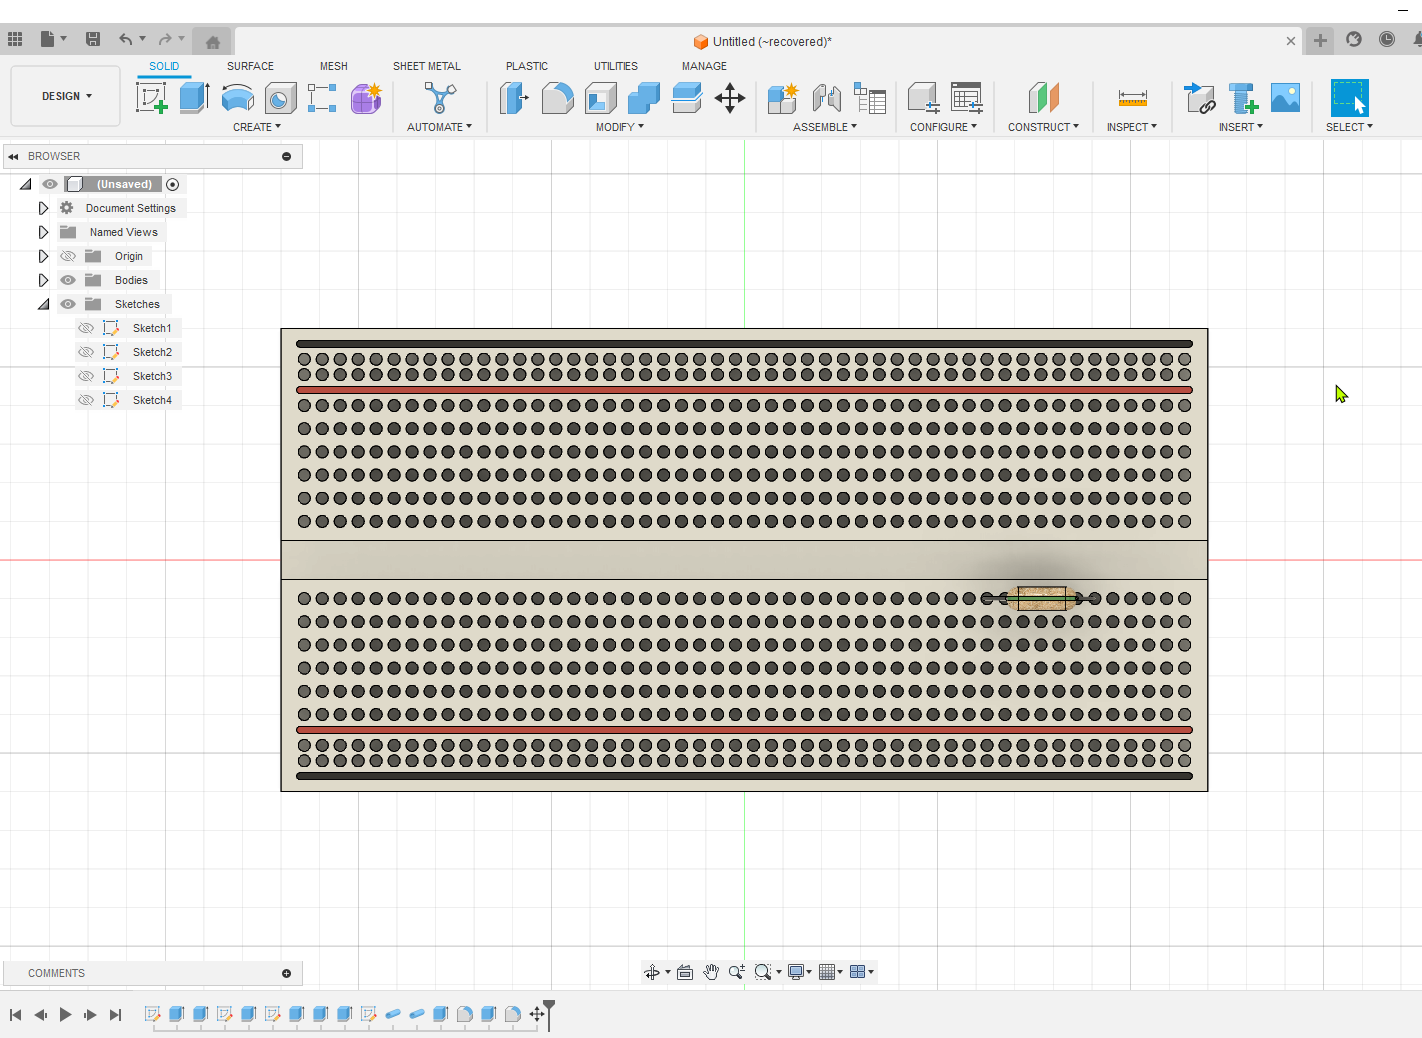 Untitled (~recovered)*
SOLID SURFACE MESH SHEET METAL PLASTIC UTILITIES MANAGE
DESIGN
CREATE AUTOMATE MODIFY ASSEMBLE CONFIGURE CONSTRUCT INSPECT INSERT SELECT
BROWSER
(Unsaved)
Document Settings
Named Views
Origin
Bodies
Sketches
Sketch1
Sketch2
Sketch3
Sketch4
COMMENTS